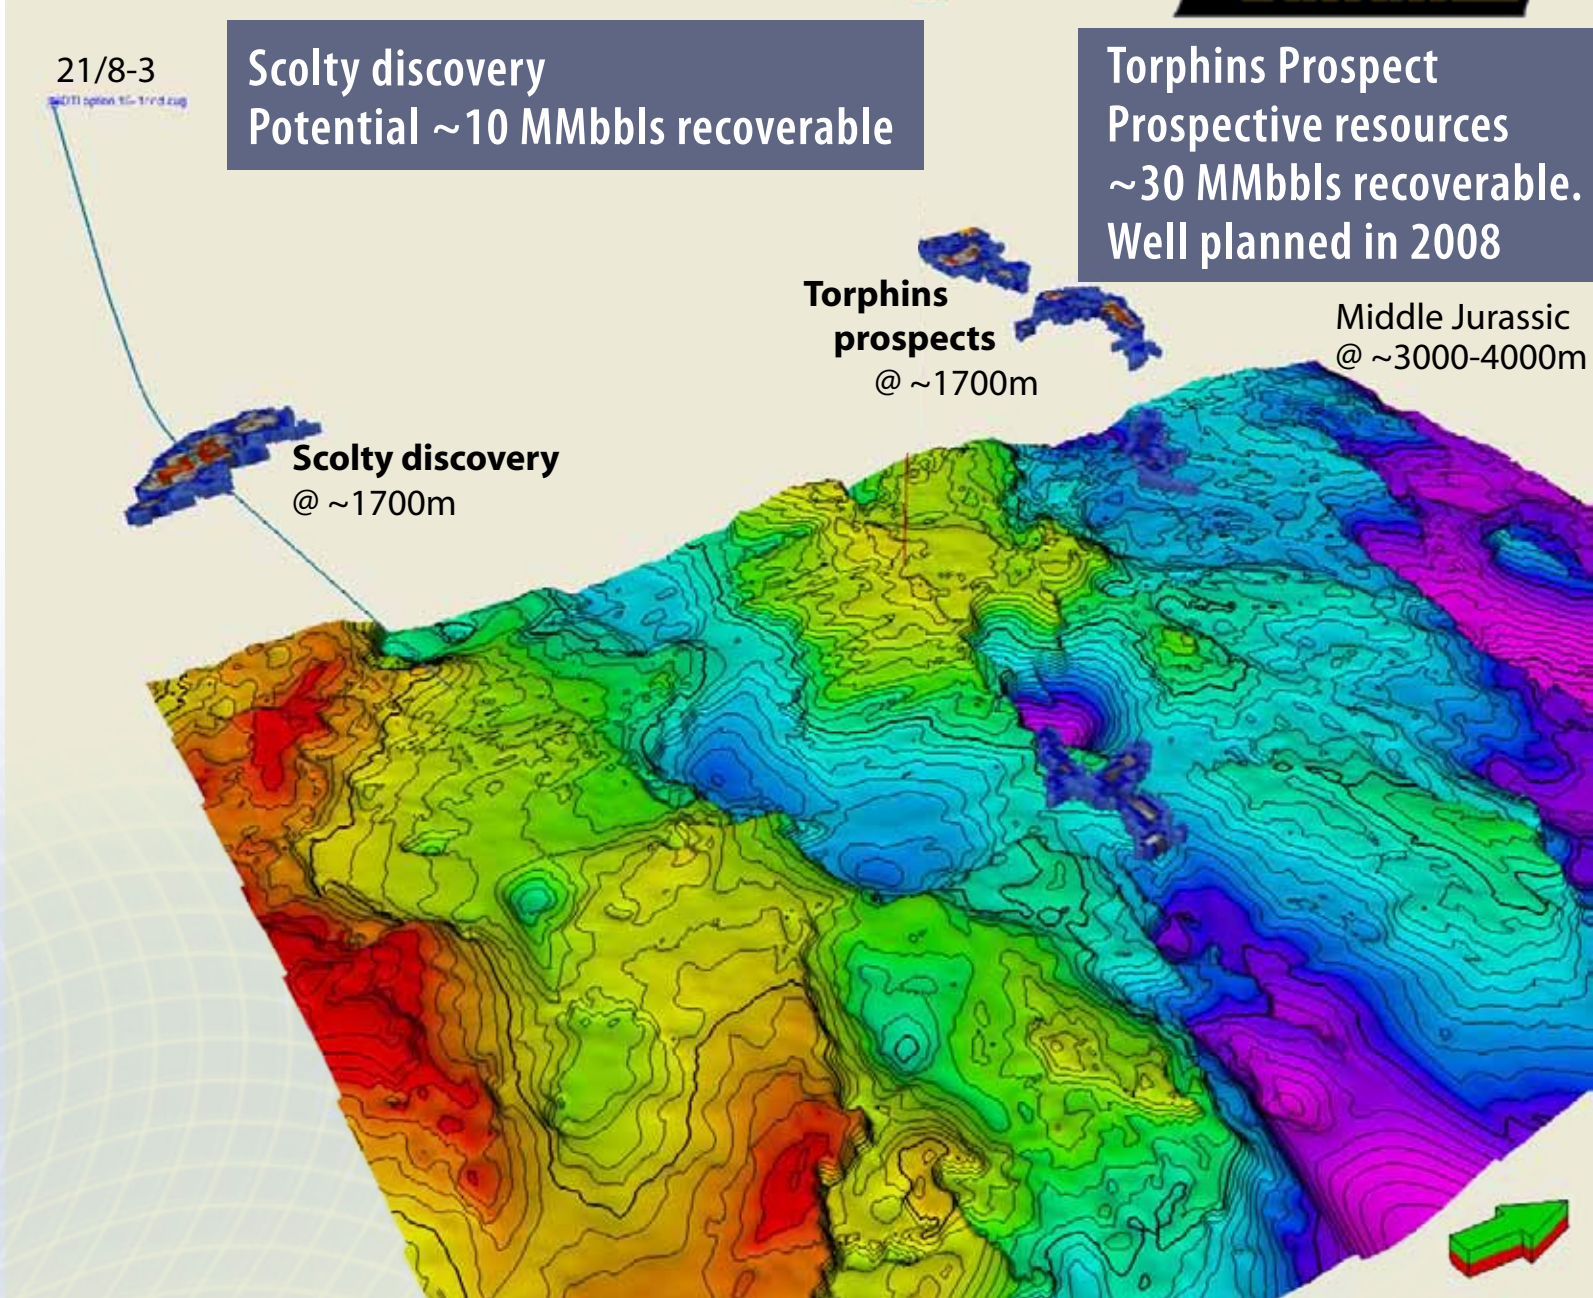 21/8-3
Scolty discovery
Potential ~10 MMbbls recoverable
Torphins Prospect
Prospective resources
~30 MMbbls recoverable.
Well planned in 2008
Torphins
prospects
@ ~1700m
Middle Jurassic
@ ~3000-4000m
Scolty discovery
@ ~1700m